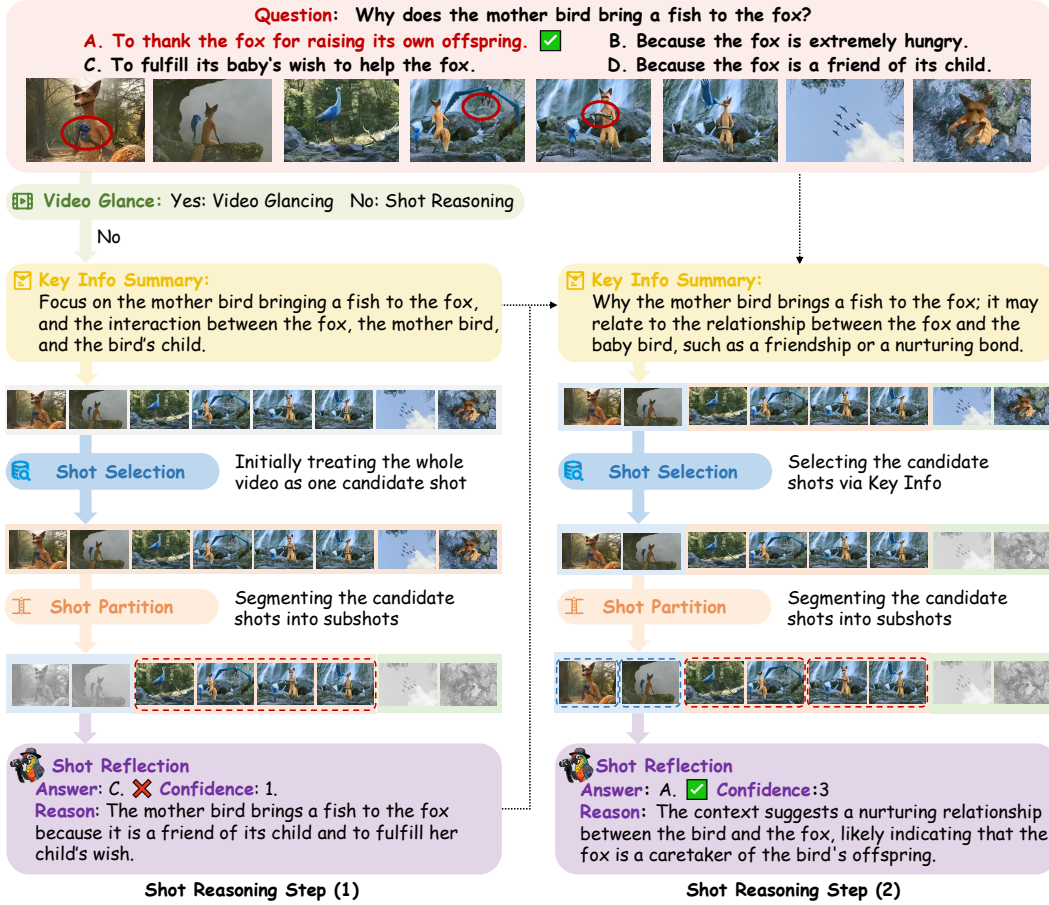 Question: Why does the mother bird bring a fish to the fox?
A. To thank the fox for raising its own offspring. ✅
B. Because the fox is extremely hungry.
C. To fulfill its baby's wish to help the fox.
D. Because the fox is a friend of its child.
Video Glance: Yes: Video Glancing No: Shot Reasoning
No
Key Info Summary:
Focus on the mother bird bringing a fish to the fox,
and the interaction between the fox, the mother bird,
and the bird's child.
Shot Selection
Initially treating the whole
video as one candidate shot
Shot Partition
Segmenting the candidate
shots into subshots
Shot Reflection
Answer: C. ❌ Confidence: 1.
Reason: The mother bird brings a fish to the fox
because it is a friend of its child and to fulfill her
child's wish.
Shot Reasoning Step (1)
Key Info Summary:
Why the mother bird brings a fish to the fox; it may
relate to the relationship between the fox and the
baby bird, such as a friendship or a nurturing bond.
Shot Selection
Selecting the candidate
shots via Key Info
Shot Partition
Segmenting the candidate
shots into subshots
Shot Reflection
Answer: A. ✅ Confidence:3
Reason: The context suggests a nurturing relationship
between the bird and the fox, likely indicating that the
fox is a caretaker of the bird's offspring.
Shot Reasoning Step (2)